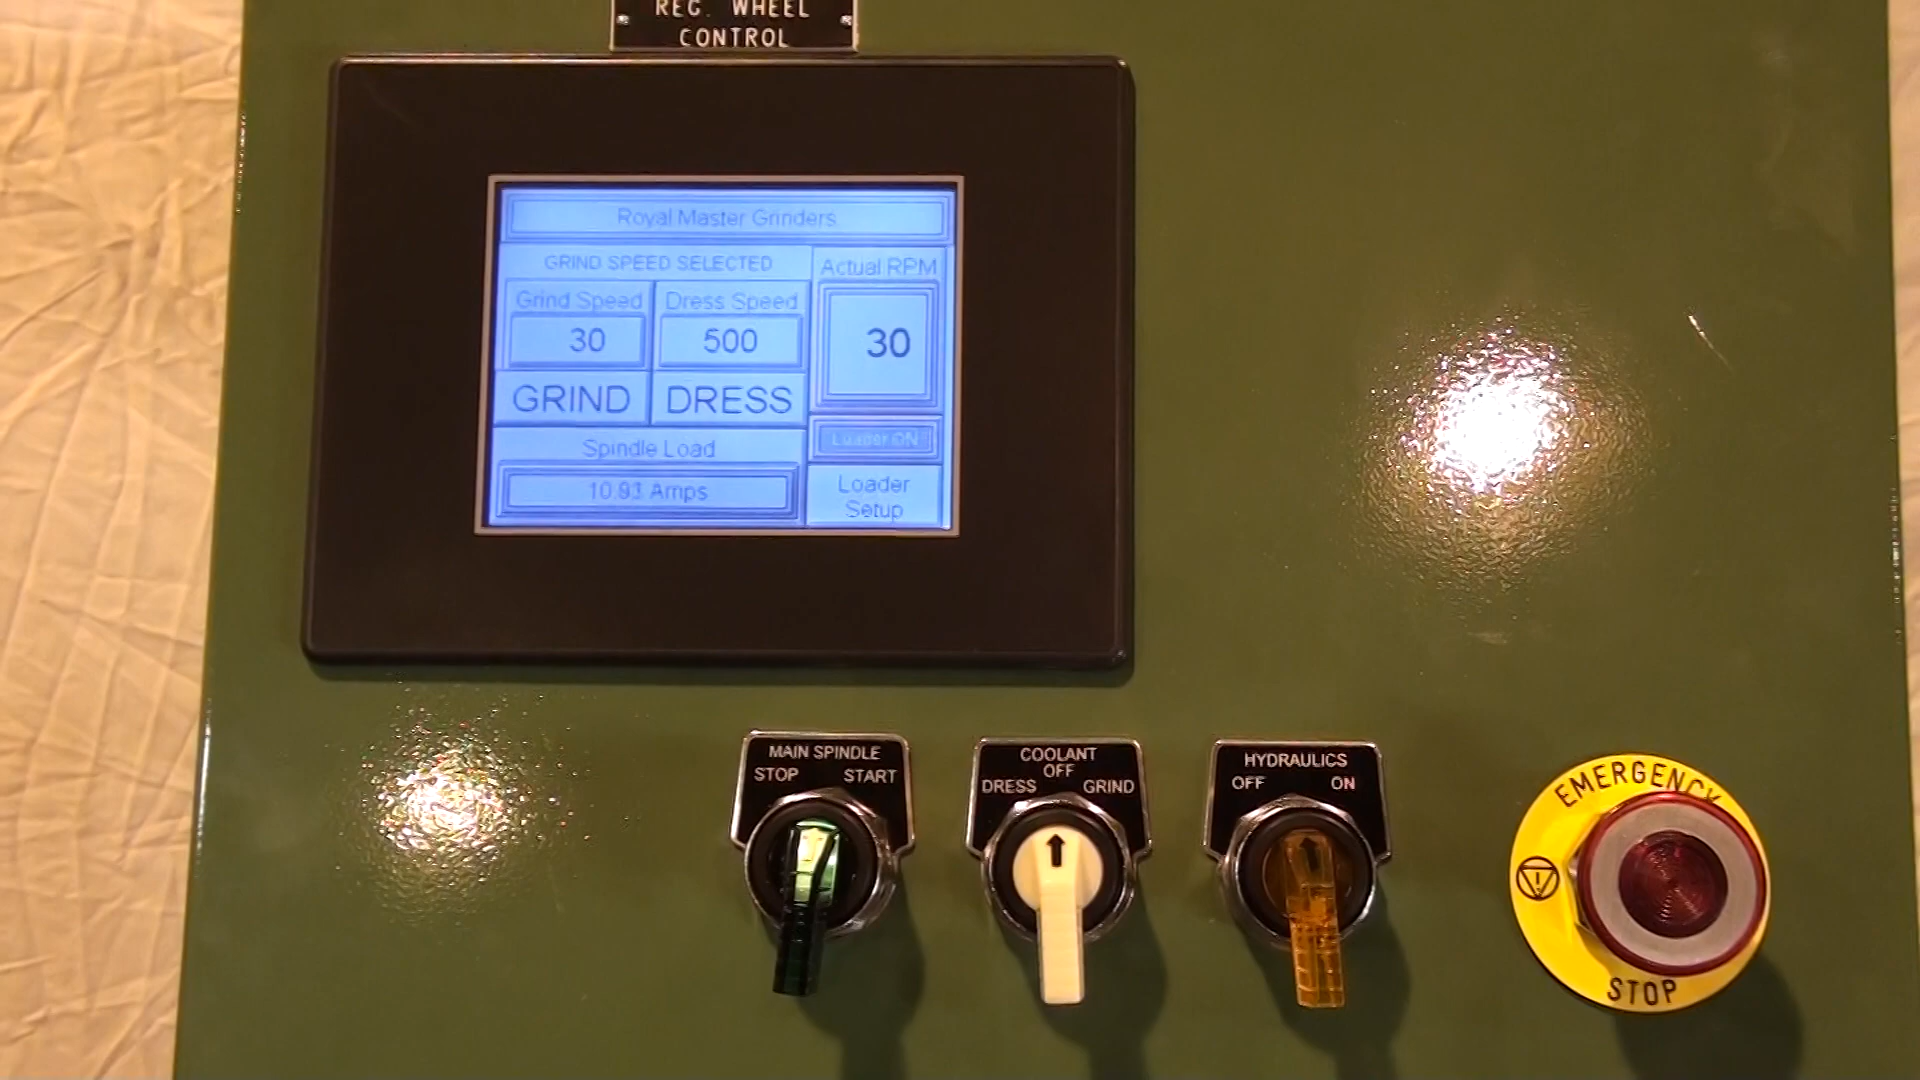 REG. WHEEL
CONTROL
Royal Master Grinders
GRIND SPEED SELECTED
Actual RPM
Grind Speed
Dress Speed
30
500
30
GRIND
DRESS
Loader ON
Spindle Load
10.93 Amps
Loader
Setup
MAIN SPINDLE
STOP START
COOLANT
OFF
DRESS GRIND
HYDRAULICS
OFF ON
EMERGENCY
STOP